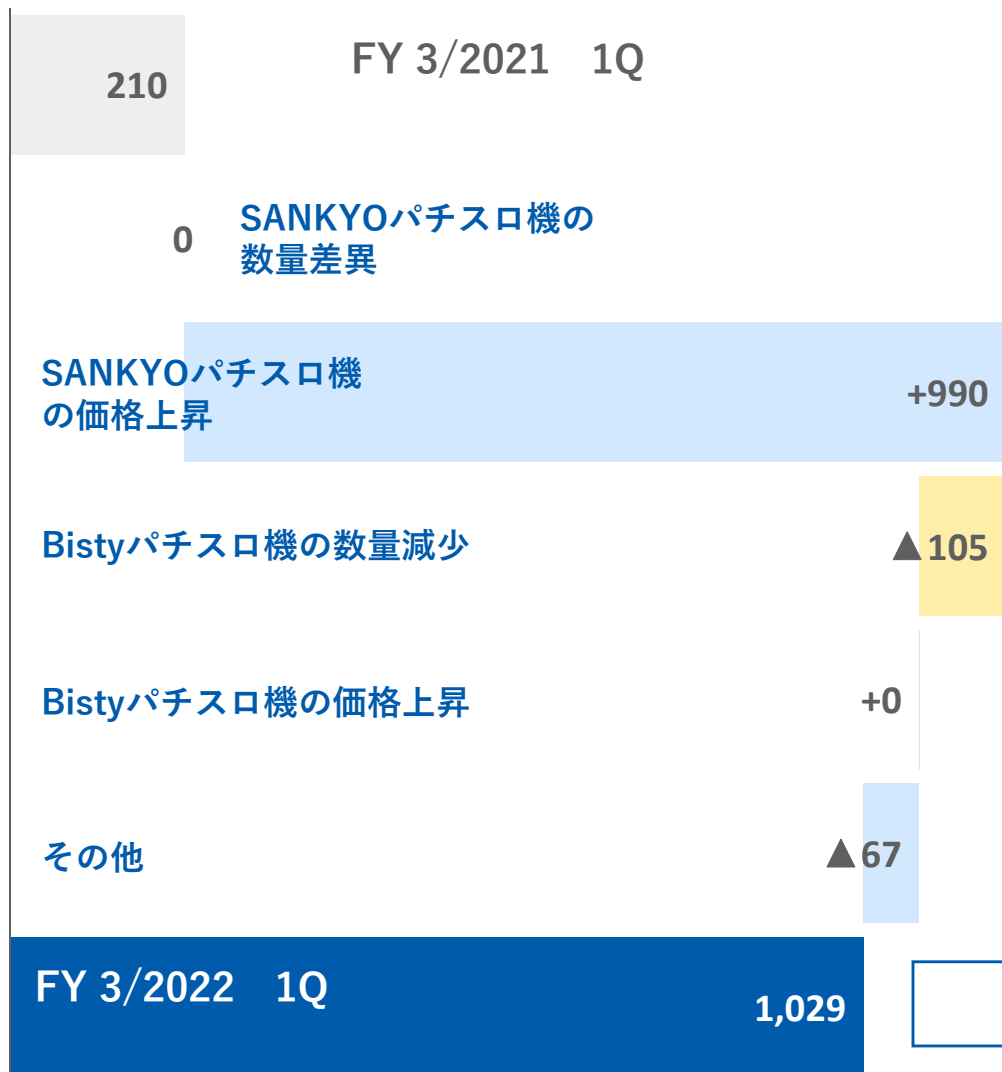 FY 3/2021　1Q
210
SANKYOパチスロ機の
数量差異
0
SANKYOパチスロ機
の価格上昇
+990
Bistyパチスロ機の数量減少
▲105
Bistyパチスロ機の価格上昇
+0
その他
▲67
FY 3/2022　1Q
1,029